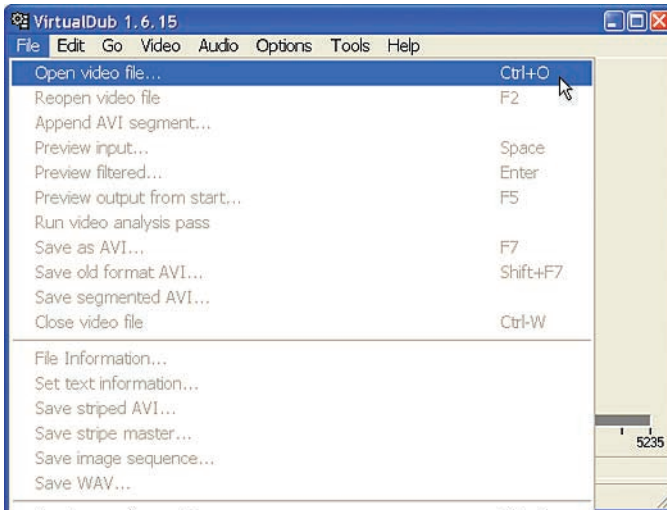 VirtualDub 1.6.15
File Edit Go Video Audio Options Tools Help
Open video file... Ctrl+O
Reopen video file F2
Append AVI segment...
Preview input... Space
Preview filtered... Enter
Preview output from start... F5
Run video analysis pass
Save as AVI... F7
Save old format AVI... Shift+F7
Save segmented AVI...
Close video file Ctrl-W
File Information...
Set text information...
Save striped AVI...
Save stripe master...
5235
Save image sequence...
Save WAV...